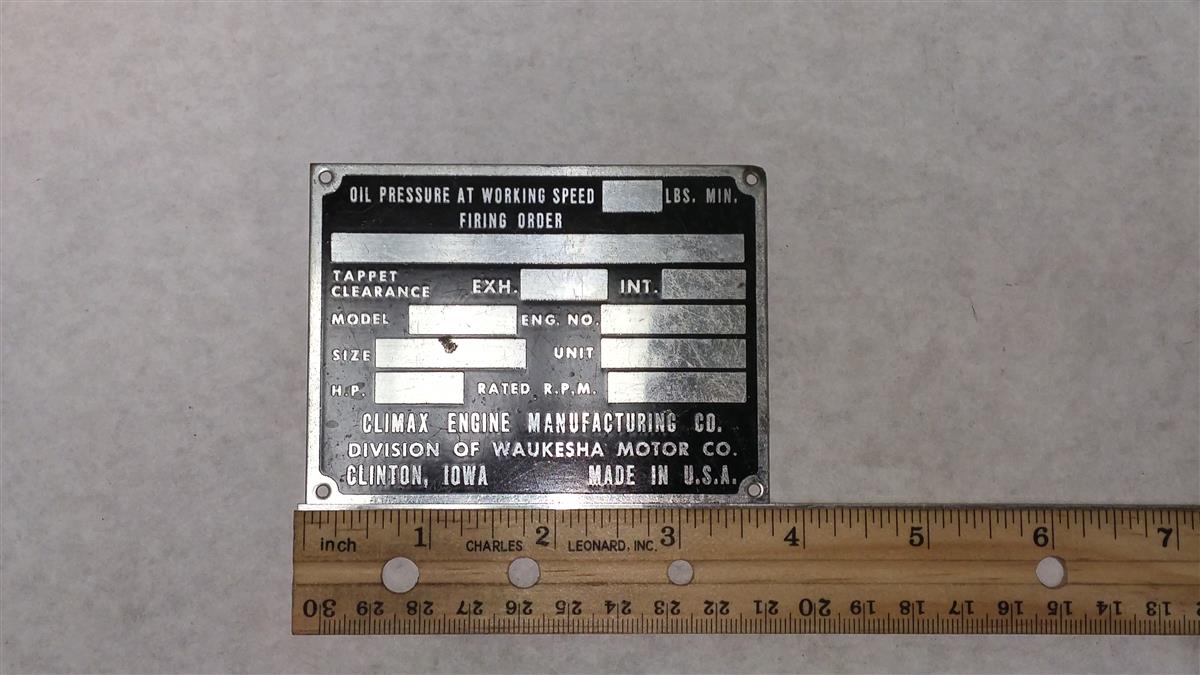 OIL PRESSURE AT WORKING SPEED LBS. MIN.
FIRING ORDER
TAPPET CLEARANCE EXH. INT.
MODEL ENG. NO.
SIZE UNIT
H.P. RATED R.P.M.
CLIMAX ENGINE MANUFACTURING CO.
DIVISION OF WAUKESHA MOTOR CO.
CLINTON, IOWA MADE IN U.S.A.
1 2 3 4 5 6 7
inch CHARLES LEONARD, INC.
30 29 28 27 26 25 24 23 22 21 20 19 18 17 16 15 14 13